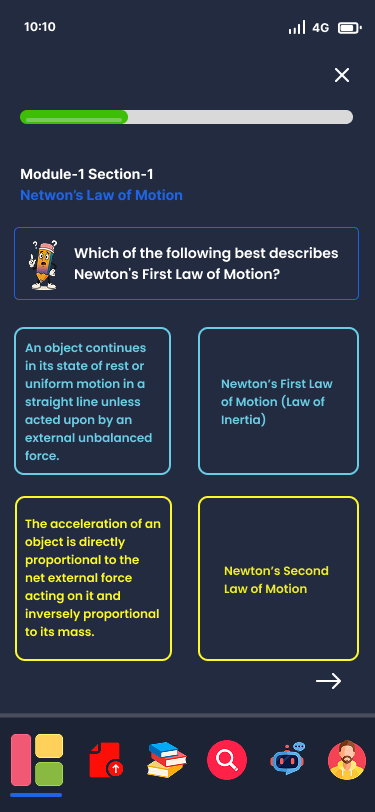 10:10
4G
Module-1 Section-1
Netwon's Law of Motion
Which of the following best describes
Newton's First Law of Motion?
An object continues
in its state of rest or
uniform motion in a
straight line unless
acted upon by an
external unbalanced
force.
Newton's First Law
of Motion (Law of
Inertia)
The acceleration of an
object is directly
proportional to the
net external force
acting on it and
inversely proportional
to its mass.
Newton's Second
Law of Motion